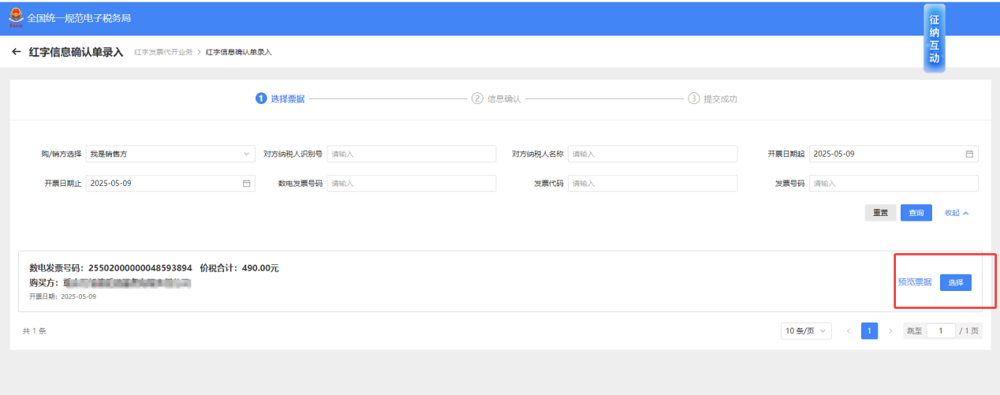 全国统一规范电子税务局
征纳互动
红字信息确认单录入 红字发票代开业务 > 红字信息确认单录入
1 选择票据 2 信息确认 3 提交成功
购/销方选择 我是销售方 对方纳税人识别号 请输入 对方纳税人名称 请输入 开票日期起 2025-05-09
开票日期止 2025-05-09 数电发票号码 请输入 发票代码 请输入 发票号码 请输入
重置 查询 收起
数电发票号码：25502000000048593894 价税合计：490.00元
购买方：
预览票据 选择
开票日期：2025-05-09
共 1 条 10 条/页 < 1 > 跳至 1 / 1 页